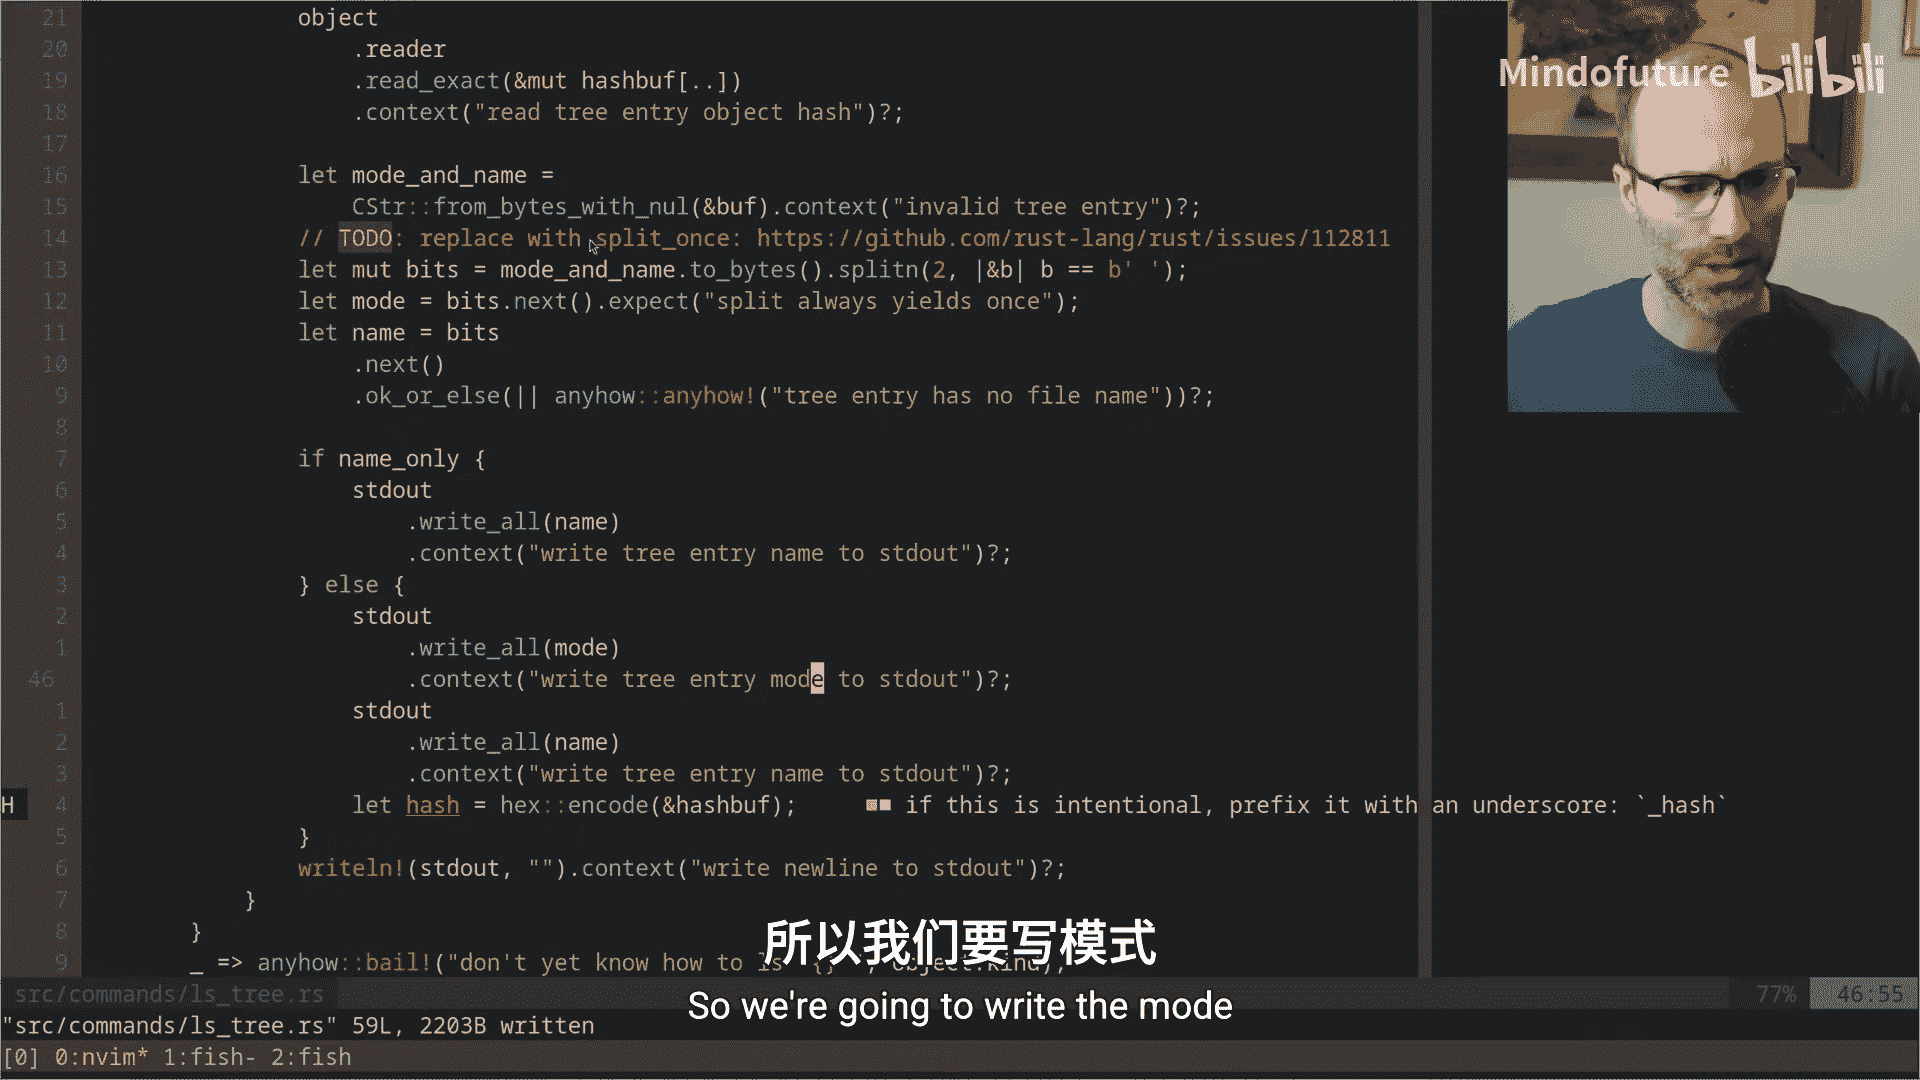 21 object
20 .reader
19 .read_exact(&mut hashbuf[..])
18 .context("read tree entry object hash")?;
17
16 let mode_and_name =
15 CStr::from_bytes_with_nul(&buf).context("invalid tree entry")?;
14 // TODO: replace with split_once: https://github.com/rust-lang/rust/issues/112811
13 let mut bits = mode_and_name.to_bytes().splitn(2, |&b| b == b' ');
12 let mode = bits.next().expect("split always yields once");
11 let name = bits
10 .next()
9 .ok_or_else(|| anyhow::anyhow!("tree entry has no file name"))?;
8
7 if name_only {
6 stdout
5 .write_all(name)
4 .context("write tree entry name to stdout")?;
3 } else {
2 stdout
1 .write_all(mode)
46 .context("write tree entry mode to stdout")?;
1 stdout
2 .write_all(name)
3 .context("write tree entry name to stdout")?;
H 4 let hash = hex::encode(&hashbuf); ■■ if this is intentional, prefix it with an underscore: `_hash`
5 }
6 writeln!(stdout, "").context("write newline to stdout")?;
7 }
8 }
9 _ => anyhow::bail!("don't yet know how to ls '{}'", object.kind),
src/commands/ls_tree.rs 77% 46:55
"src/commands/ls_tree.rs" 59L, 2203B written
[0] 0:nvim* 1:fish- 2:fish
Mindofuture bilibili
所以我们要写模式
So we're going to write the mode